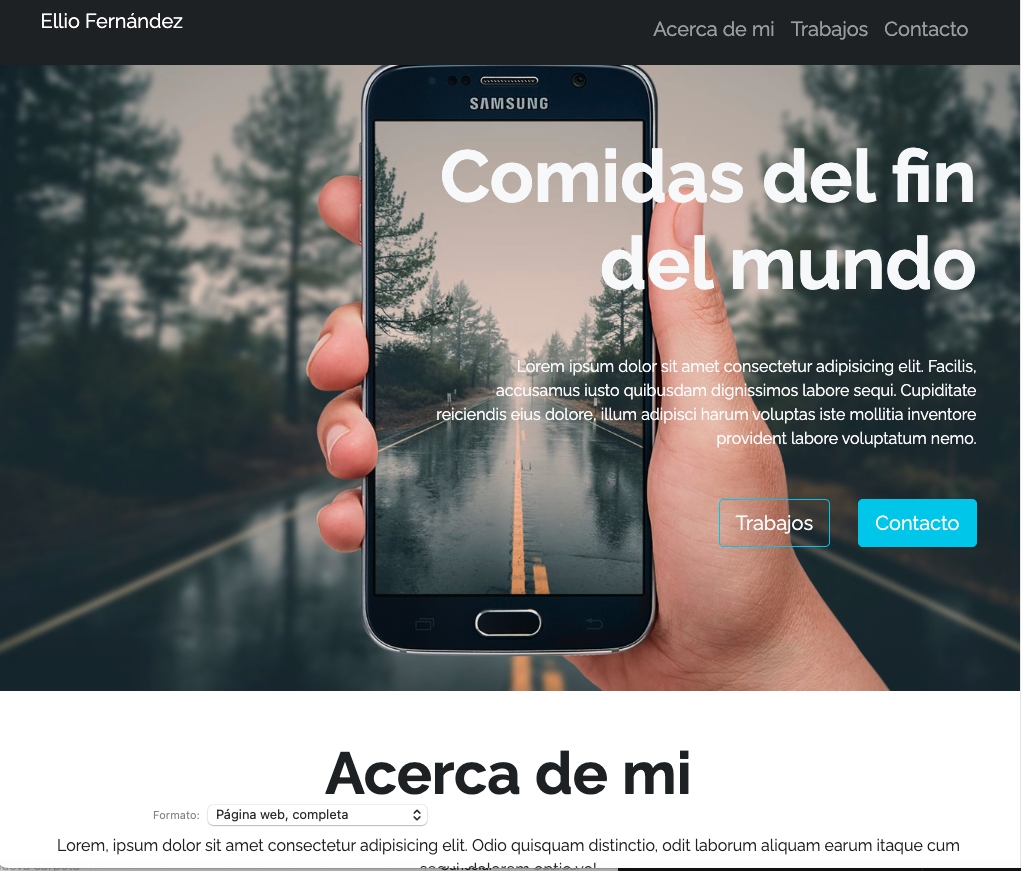 Ellio Fernández
Acerca de mi Trabajos Contacto
SAMSUNG
Comidas del fin
del mundo
Lorem ipsum dolor sit amet consectetur adipisicing elit. Facilis,
accusamus iusto quibusdam dignissimos labore sequi. Cupiditate
reiciendis eius dolore, illum adipisci harum voluptas iste mollitia inventore
provident labore voluptatum nemo.
Trabajos Contacto
Acerca de mi
Formato: Página web, completa
Lorem, ipsum dolor sit amet consectetur adipisicing elit. Odio quisquam distinctio, odit laborum aliquam earum itaque cum